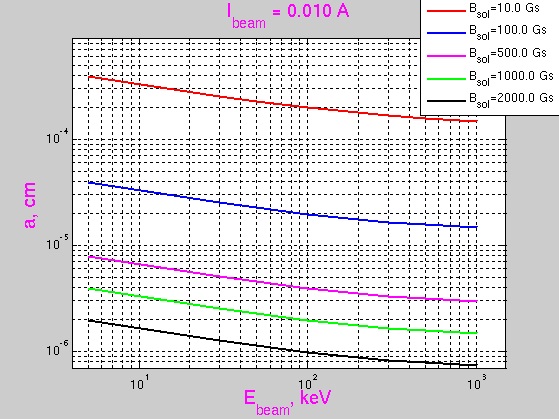 I_beam = 0.010 A
B_sol=10.0 Gs
B_sol=100.0 Gs
B_sol=500.0 Gs
B_sol=1000.0 Gs
B_sol=2000.0 Gs
a, cm
10^-4
10^-5
10^-6
10^1
10^2
10^3
E_beam, keV